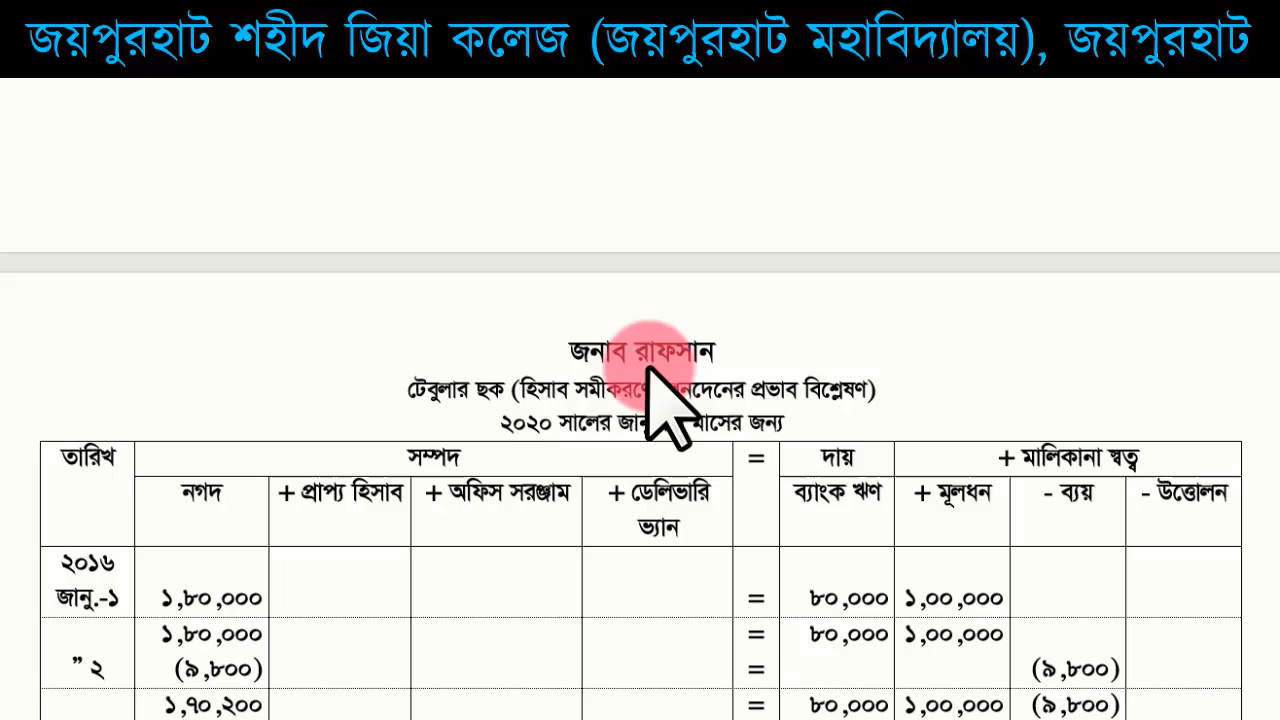 জয়পুরহাট শহীদ জিয়া কলেজ (জয়পুরহাট মহাবিদ্যালয়), জয়পুরহাট
জনাব রাফসান
টেবুলার ছক (হিসাব সমীকরণে লেনদেনের প্রভাব বিশ্লেষণ)
২০২০ সালের মাসের জন্য
তারিখ সম্পদ = দায় + মালিকানা স্বত্ব
নগদ + প্রাপ্য হিসাব + অফিস সরঞ্জাম + ডেলিভারি ভ্যান ব্যাংক ঋণ + মূলধন - ব্যয় - উত্তোলন
২০১৬
জানু.-১ ১,৮০,০০০ = ৮০,০০০ ১,০০,০০০
১,৮০,০০০ = ৮০,০০০ ১,০০,০০০
” ২ (৯,৮০০) = (৯,৮০০)
১,৭০,২০০ = ৮০,০০০ ১,০০,০০০ (৯,৮০০)